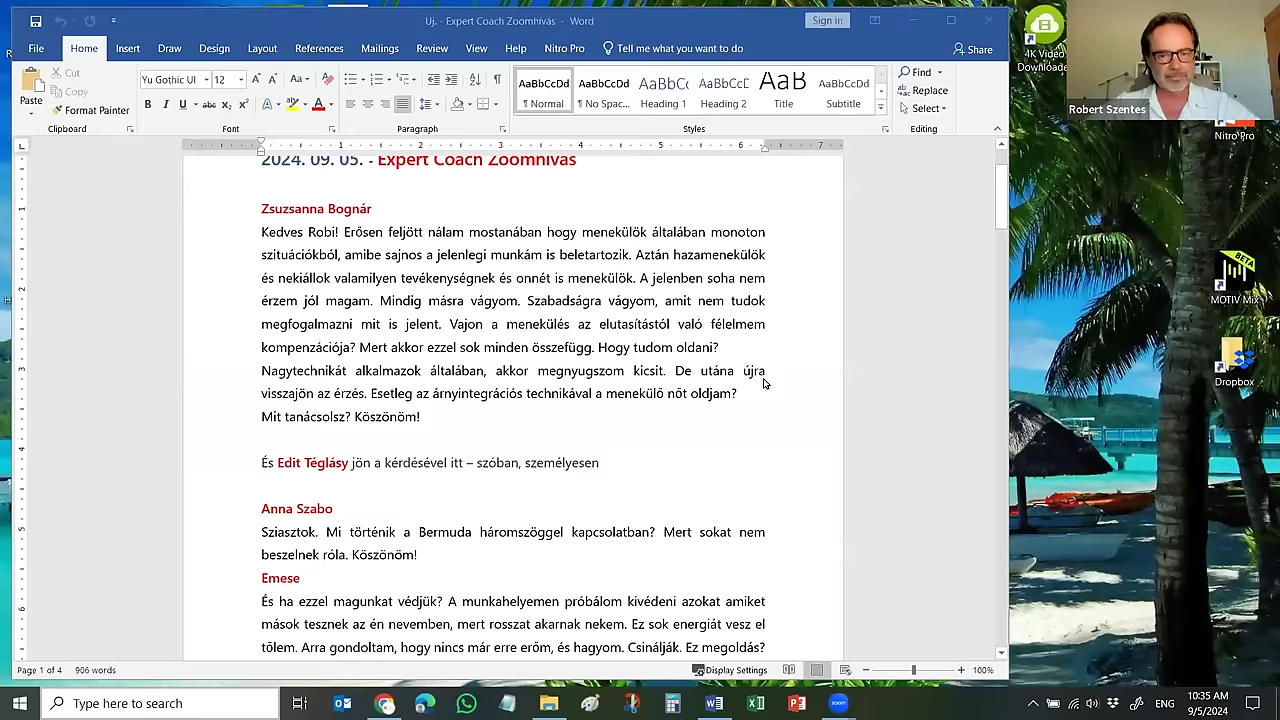 Uj. - Expert Coach Zoomhívás - Word
Sign in
File Home Insert Draw Design Layout References Mailings Review View Help Nitro Pro Tell me what you want to do Share
Paste
Cut
Copy
Format Painter
Clipboard
Yu Gothic UI 12
Font
Paragraph
AaBbCcDd AaBbCcDd AaBbCc AaBbCcD AaB AaBbCcDd
¶ Normal ¶ No Spac... Heading 1 Heading 2 Title Subtitle
Styles
Find
Replace
Select
Editing
2024. 09. 05. - Expert Coach Zoomhívás
Zsuzsanna Bognár
Kedves Robi! Erősen feljött nálam mostanában hogy menekülök általában monoton
szituációkból, amibe sajnos a jelenlegi munkám is beletartozik. Aztán hazamenekülök
és nekiállok valamilyen tevékenységnek és onnét is menekülök. A jelenben soha nem
érzem jól magam. Mindig másra vágyom. Szabadságra vágyom, amit nem tudok
megfogalmazni mit is jelent. Vajon a menekülés az elutasítástól való félelmem
kompenzációja? Mert akkor ezzel sok minden összefügg. Hogy tudom oldani?
Nagytechnikát alkalmazok általában, akkor megnyugszom kicsit. De utána újra
visszajön az érzés. Esetleg az árnyintegrációs technikával a menekülő nőt oldjam?
Mit tanácsolsz? Köszönöm!
És Edit Téglásy jön a kérdésével itt – szóban, személyesen
Anna Szabo
Sziasztok. Mi történik a Bermuda háromszöggel kapcsolatban? Mert sokat nem
beszelnek róla. Köszönöm!
Emese
És ha ezzel magunkat védjük? A munkahelyemen próbálom kivédeni azokat amiket
mások tesznek az én nevemben, mert rosszat akarnak nekem. Ez sok energiát vesz el
tőlem. Arra gondoltam, hogy nincs már erre erőm, és hagyom. Csinálják. Ez megoldás?
Page 1 of 4 906 words Display Settings 100%
4K Video
Downloade
Robert Szentes
Nitro Pro
BETA
MOTIV Mix
Dropbox
Type here to search
ENG
10:35 AM
9/5/2024